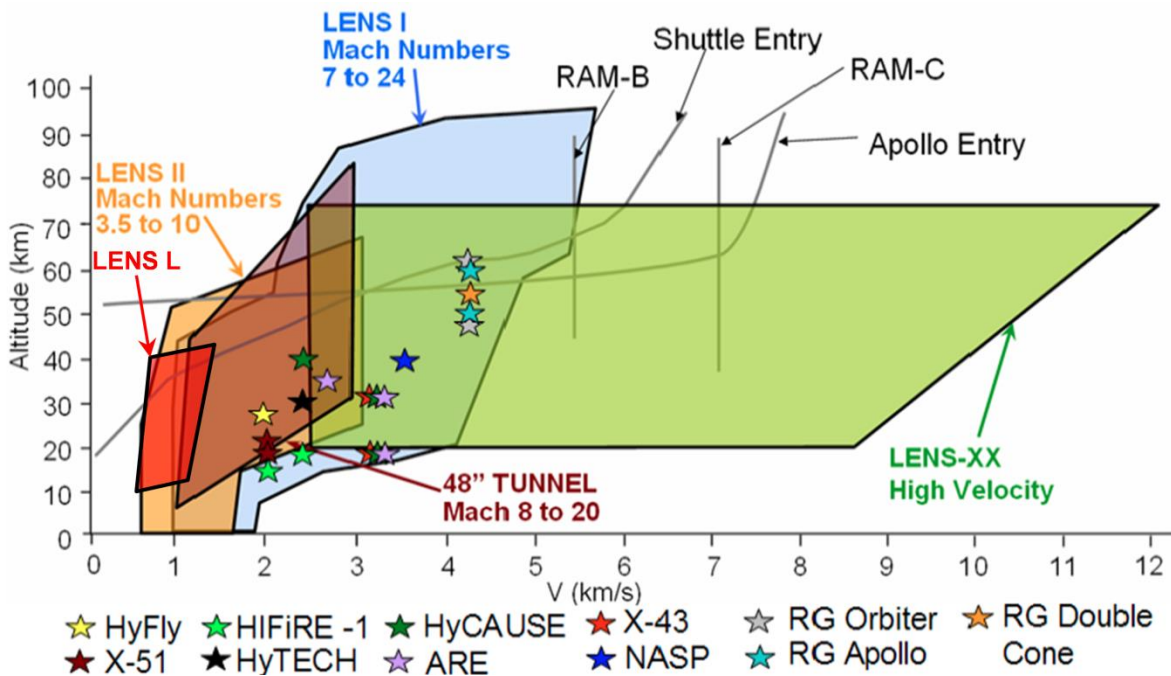 LENS I
Mach Numbers
7 to 24
Shuttle Entry
RAM-B
RAM-C
Apollo Entry
LENS II
Mach Numbers
3.5 to 10
LENS L
Altitude (km)
100
90
80
70
60
50
40
30
20
10
0
48” TUNNEL
Mach 8 to 20
LENS-XX
High Velocity
0 1 2 3 4 5 6 7 8 9 10 11 12
V (km/s)
HyFly HIFiRE -1 HyCAUSE X-43 RG Orbiter RG Double
X-51 HyTECH ARE NASP RG Apollo Cone